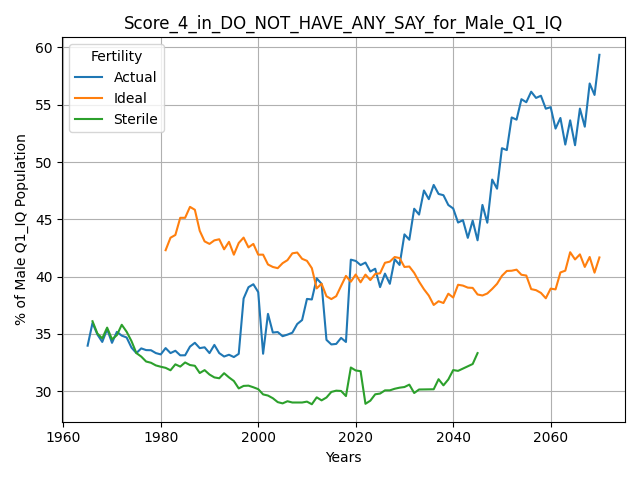 Score_4_in_DO_NOT_HAVE_ANY_SAY_for_Male_Q1_IQ
Fertility
Actual
Ideal
Sterile
% of Male Q1_IQ Population
60
55
50
45
40
35
30
1960
1980
2000
2020
2040
2060
Years